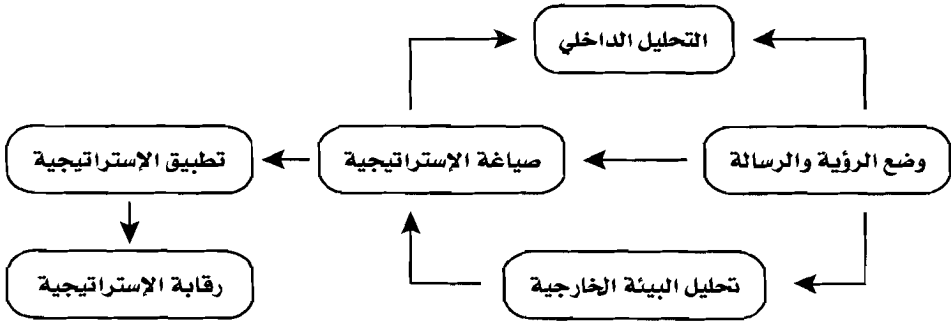 التحليل الداخلي
وضع الرؤية والرسالة
صياغة الإستراتيجية
تطبيق الإستراتيجية
تحليل البيئة الخارجية
رقابة الإستراتيجية